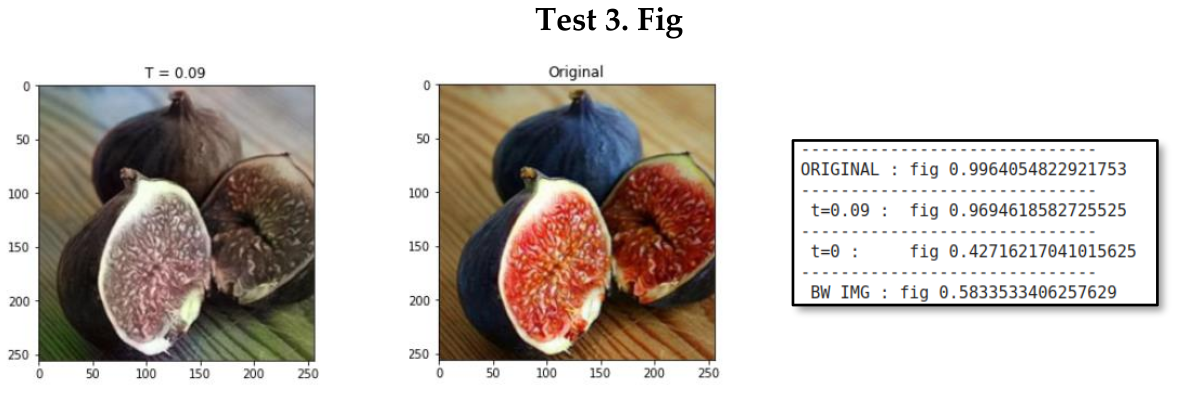 Test 3. Fig
T = 0.09
0
50
100
150
200
250
0 50 100 150 200 250
Original
0
50
100
150
200
250
0 50 100 150 200 250
------------------------------
ORIGINAL : fig 0.9964054822921753
------------------------------
t=0.09 : fig 0.9694618582725525
------------------------------
t=0 : fig 0.42716217041015625
------------------------------
BW IMG : fig 0.5833533406257629